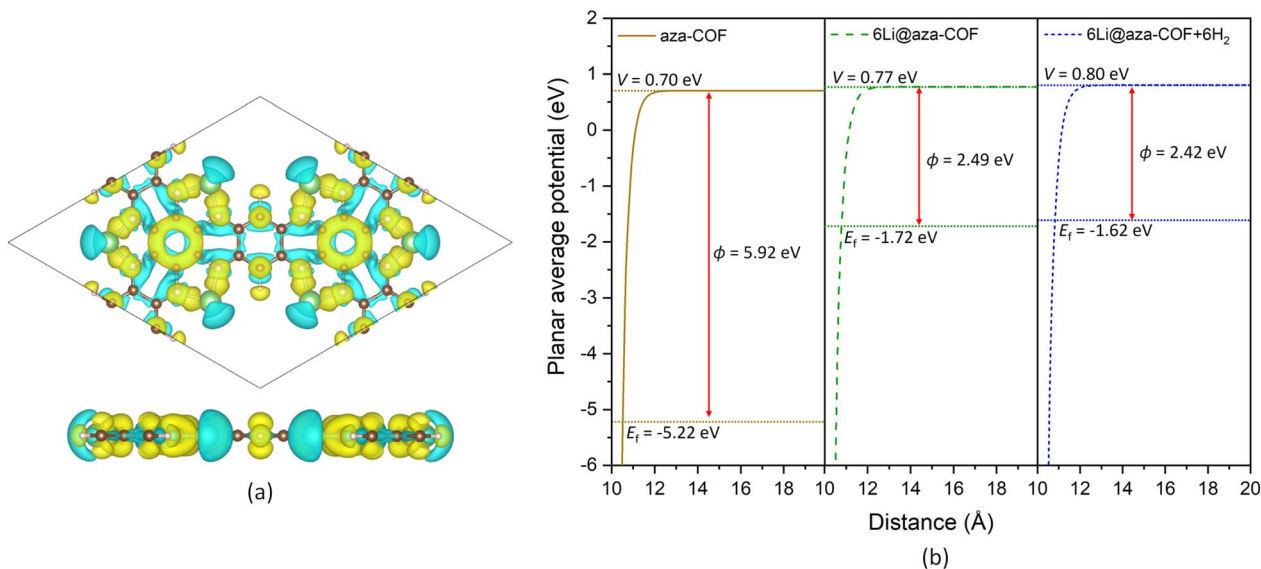 (a)
Planar average potential (eV)
2
1
0
-1
-2
-3
-4
-5
-6
aza-COF
V = 0.70 eV
ϕ = 5.92 eV
Ef = -5.22 eV
6Li@aza-COF
V = 0.77 eV
ϕ = 2.49 eV
Ef = -1.72 eV
6Li@aza-COF+6H2
V = 0.80 eV
ϕ = 2.42 eV
Ef = -1.62 eV
10 12 14 16 18 10 12 14 16 18 10 12 14 16 18 20
Distance (Å)
(b)